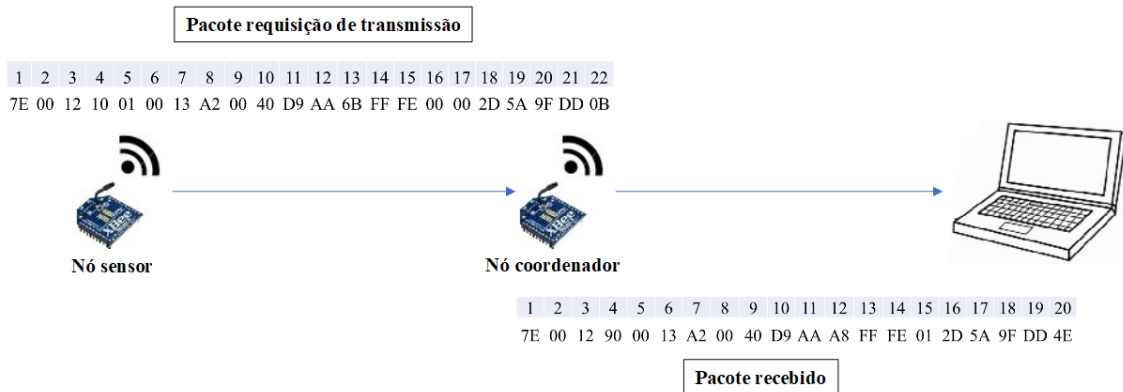 Pacote requisição de transmissão
1 2 3 4 5 6 7 8 9 10 11 12 13 14 15 16 17 18 19 20 21 22
7E 00 12 10 01 00 13 A2 00 40 D9 AA 6B FF FE 00 00 2D 5A 9F DD 0B
XBee
XBee
Nó sensor
Nó coordenador
1 2 3 4 5 6 7 8 9 10 11 12 13 14 15 16 17 18 19 20
7E 00 12 90 00 13 A2 00 40 D9 AA A8 FF FE 01 2D 5A 9F DD 4E
Pacote recebido